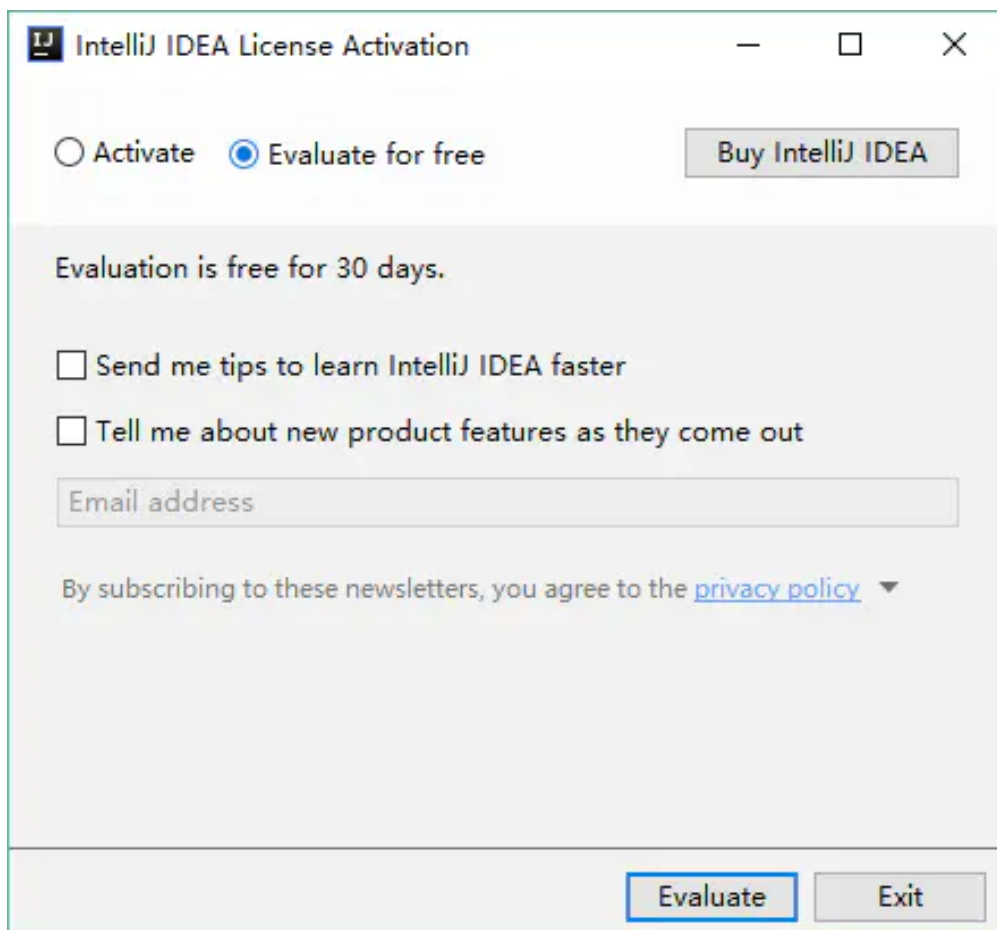 IJ IntelliJ IDEA License Activation
Activate Evaluate for free Buy IntelliJ IDEA
Evaluation is free for 30 days.
Send me tips to learn IntelliJ IDEA faster
Tell me about new product features as they come out
Email address
By subscribing to these newsletters, you agree to the privacy policy
Evaluate Exit